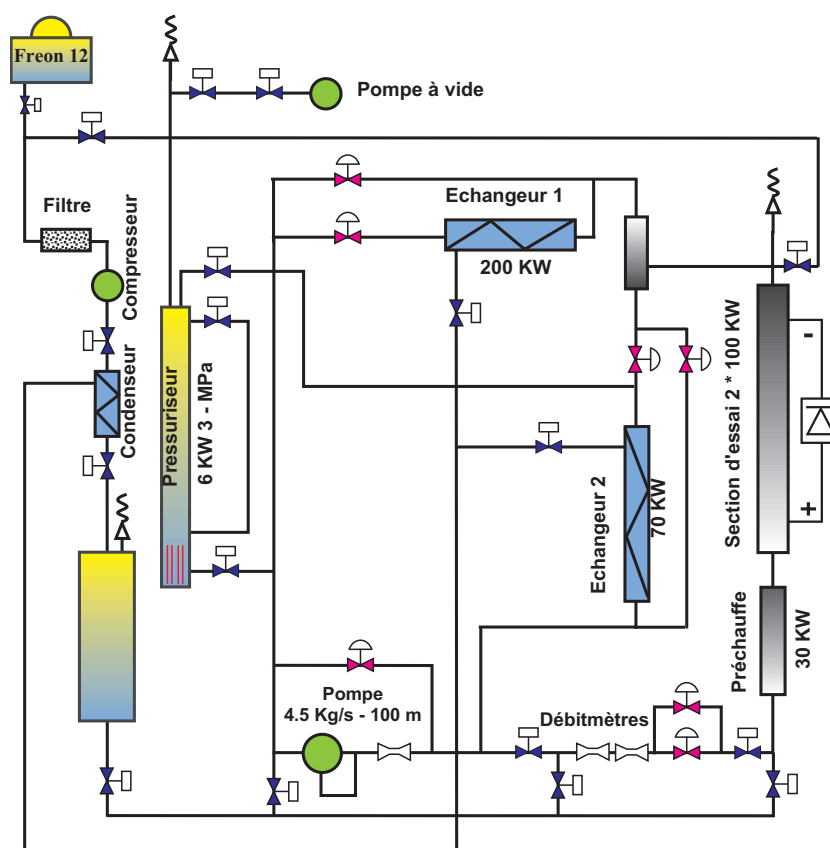 Freon 12
Pompe à vide
Filtre
Compresseur
Condenseur
Pressuriseur
6 KW 3 - MPa
Echangeur 1
200 KW
Echangeur 2
70 KW
Section d'essai 2 * 100 KW
-
+
Préchauffe
30 KW
Pompe
4.5 Kg/s - 100 m
Débitmètres